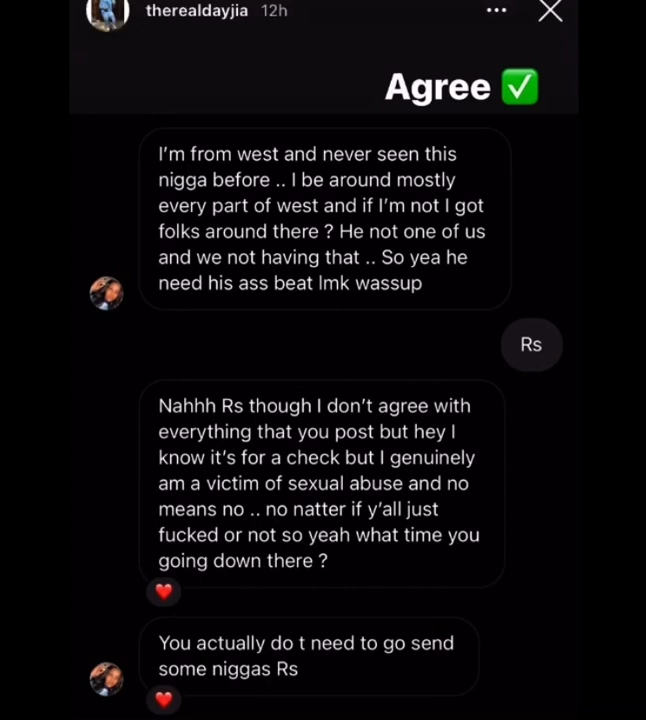 therealdayjia 12h
Agree ✅
I'm from west and never seen this
nigga before .. I be around mostly
every part of west and if I'm not I got
folks around there ? He not one of us
and we not having that .. So yea he
need his ass beat lmk wassup
Rs
Nahhh Rs though I don't agree with
everything that you post but hey I
know it's for a check but I genuinely
am a victim of sexual abuse and no
means no .. no natter if y'all just
fucked or not so yeah what time you
going down there ?
You actually do t need to go send
some niggas Rs